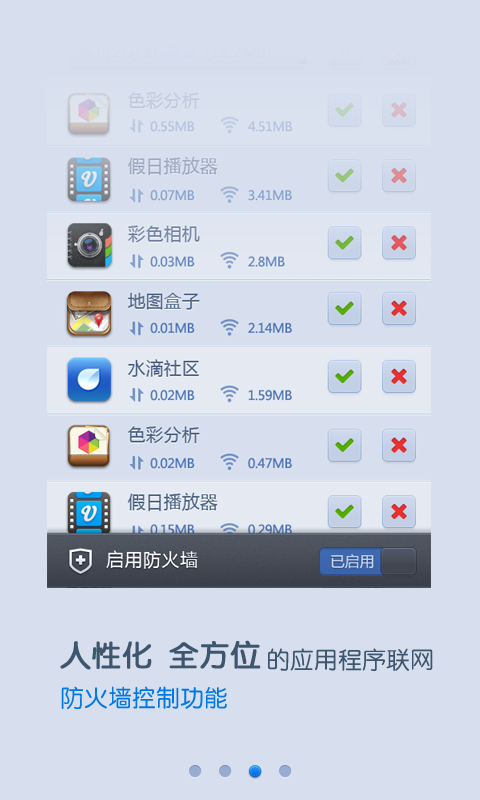 色彩分析
0.55MB 4.51MB
假日播放器
0.07MB 3.41MB
彩色相机
0.03MB 2.8MB
地图盒子
0.01MB 2.14MB
水滴社区
0.02MB 1.59MB
色彩分析
0.02MB 0.47MB
假日播放器
0.15MB 0.29MB
启用防火墙 已启用
人性化 全方位的应用程序联网
防火墙控制功能